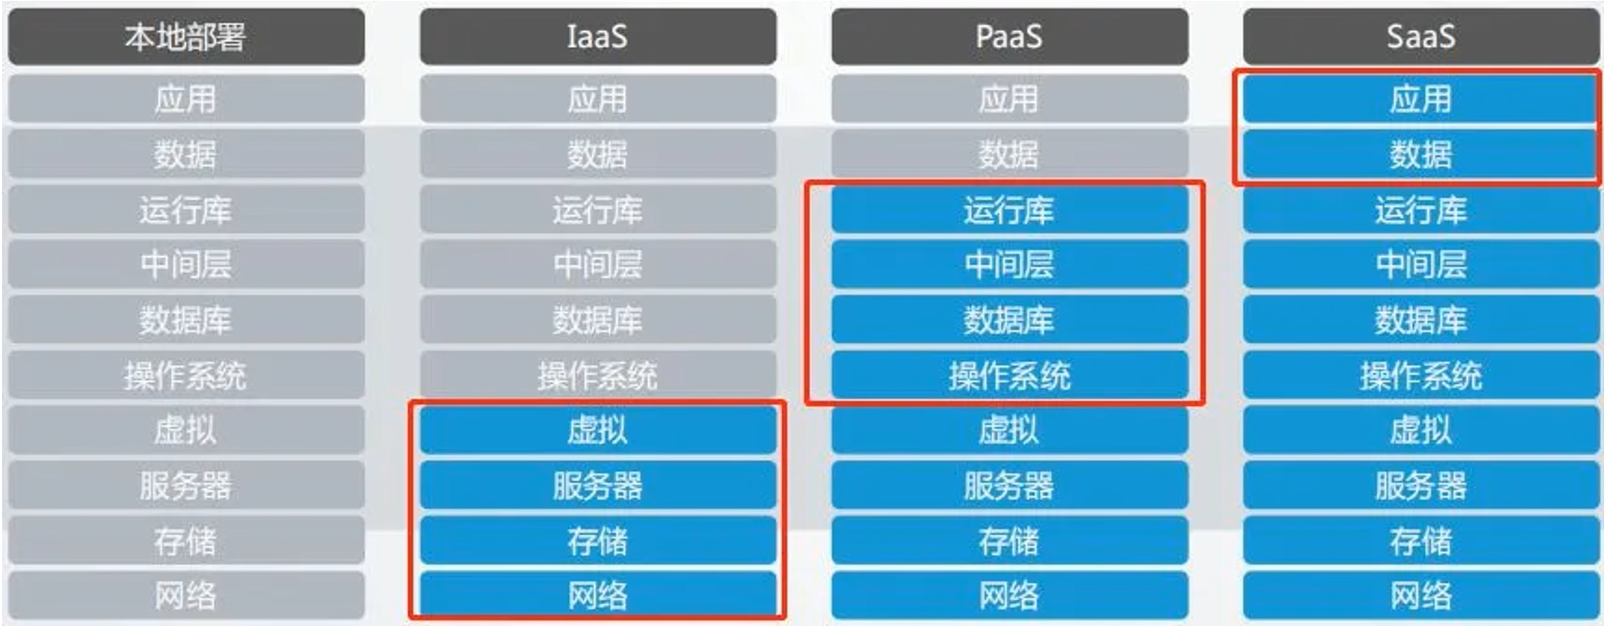 本地部署 IaaS PaaS SaaS
应用 应用 应用 应用
数据 数据 数据 数据
运行库 运行库 运行库 运行库
中间层 中间层 中间层 中间层
数据库 数据库 数据库 数据库
操作系统 操作系统 操作系统 操作系统
虚拟 虚拟 虚拟 虚拟
服务器 服务器 服务器 服务器
存储 存储 存储 存储
网络 网络 网络 网络